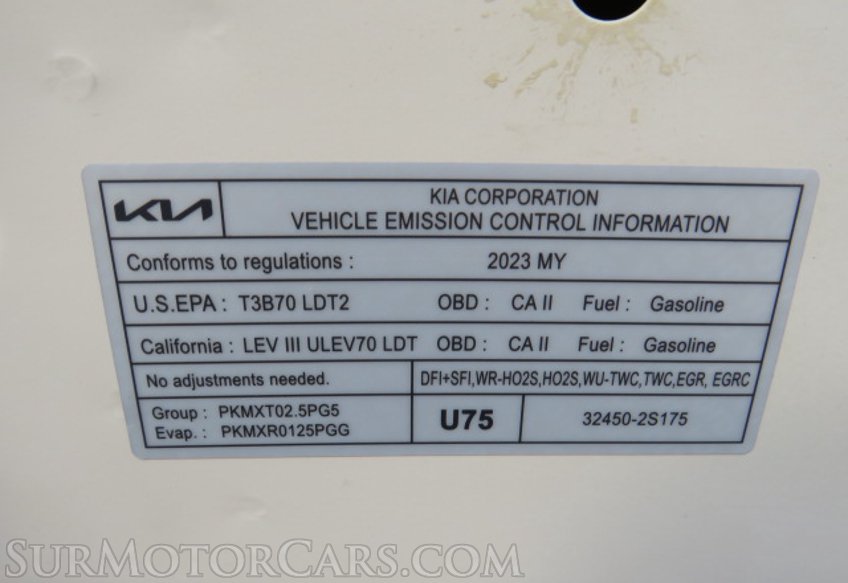 KIA
KIA CORPORATION
VEHICLE EMISSION CONTROL INFORMATION
Conforms to regulations : 2023 MY
U.S.EPA : T3B70 LDT2 OBD : CA II Fuel : Gasoline
California : LEV III ULEV70 LDT OBD : CA II Fuel : Gasoline
No adjustments needed. DFI+SFI,WR-HO2S,HO2S,WU-TWC,TWC,EGR, EGRC
Group : PKMXT02.5PG5
Evap. : PKMXR0125PGG
U75
32450-2S175
SURMOTORCARS.COM